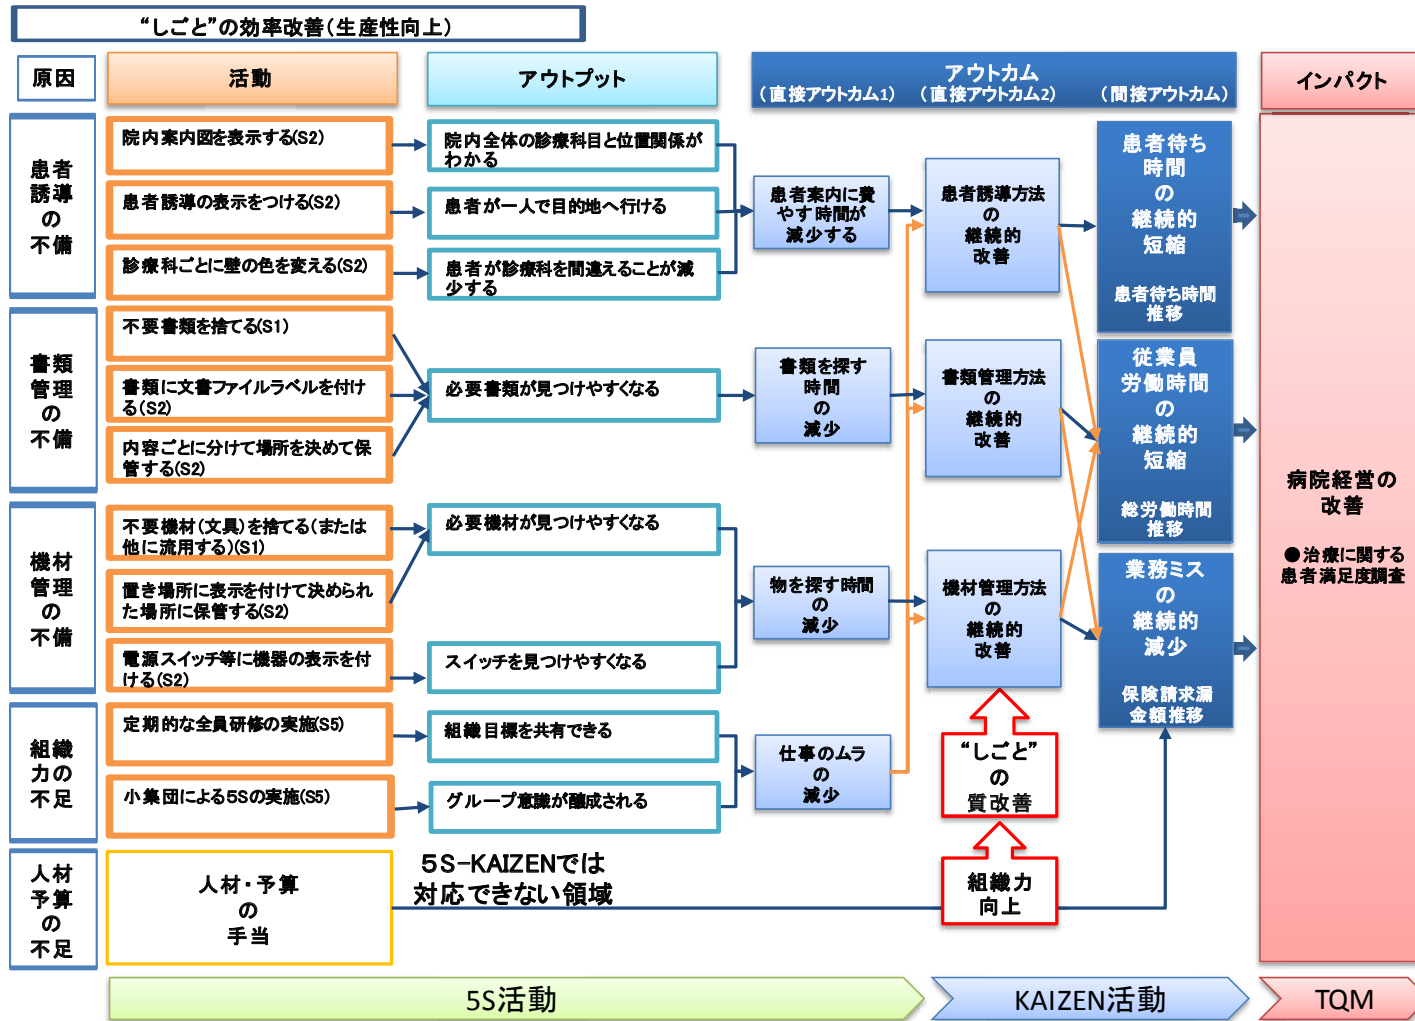 “しごと”の効率改善(生産性向上)
原因
活動
アウトプット
アウトカム
(直接アウトカム1)
(直接アウトカム2)
(間接アウトカム)
インパクト
患者
誘導
の
不備
院内案内図を表示する(S2)
患者誘導の表示をつける(S2)
診療科ごとに壁の色を変える(S2)
院内全体の診療科目と位置関係が
わかる
患者が一人で目的地へ行ける
患者が診療科を間違えることが減
少する
患者案内に費
やす時間が
減少する
患者誘導方法
の
継続的
改善
患者待ち
時間
の
継続的
短縮
患者待ち時間
推移
書類
管理
の
不備
不要書類を捨てる(S1)
書類に文書ファイルラベルを付け
る(S2)
内容ごとに分けて場所を決めて保
管する(S2)
必要書類が見つけやすくなる
書類を探す
時間
の
減少
書類管理方法
の
継続的
改善
従業員
労働時間
の
継続的
短縮
総労働時間
推移
機材
管理
の
不備
不要機材(文具)を捨てる(または
他に流用する)(S1)
置き場所に表示を付けて決められ
た場所に保管する(S2)
電源スイッチ等に機器の表示を付
ける(S2)
必要機材が見つけやすくなる
スイッチを見つけやすくなる
物を探す時間
の
減少
機材管理方法
の
継続的
改善
業務ミス
の
継続的
減少
保険請求漏
金額推移
組織
力の
不足
定期的な全員研修の実施(S5)
小集団による5Sの実施(S5)
組織目標を共有できる
グループ意識が醸成される
仕事のムラ
の
減少
“しごと”
の
質改善
組織力
向上
人材
予算
の
不足
人材・予算
の
手当
5S-KAIZENでは
対応できない領域
病院経営の
改善
●治療に関する
患者満足度調査
5S活動
KAIZEN活動
TQM